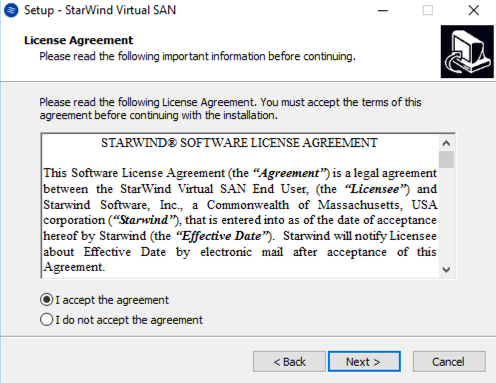 Setup - StarWind Virtual SAN
License Agreement
Please read the following important information before continuing.
Please read the following License Agreement. You must accept the terms of this
agreement before continuing with the installation.
STARWIND® SOFTWARE LICENSE AGREEMENT
This Software License Agreement (the “Agreement”) is a legal agreement
between the StarWind Virtual SAN End User, (the “Licensee”) and
Starwind Software, Inc., a Commonwealth of Massachusetts, USA
corporation (“Starwind”), that is entered into as of the date of acceptance
hereof by Starwind (the “Effective Date”). Starwind will notify Licensee
about Effective Date by electronic mail after acceptance of this
Agreement.
I accept the agreement
I do not accept the agreement
< Back Next > Cancel